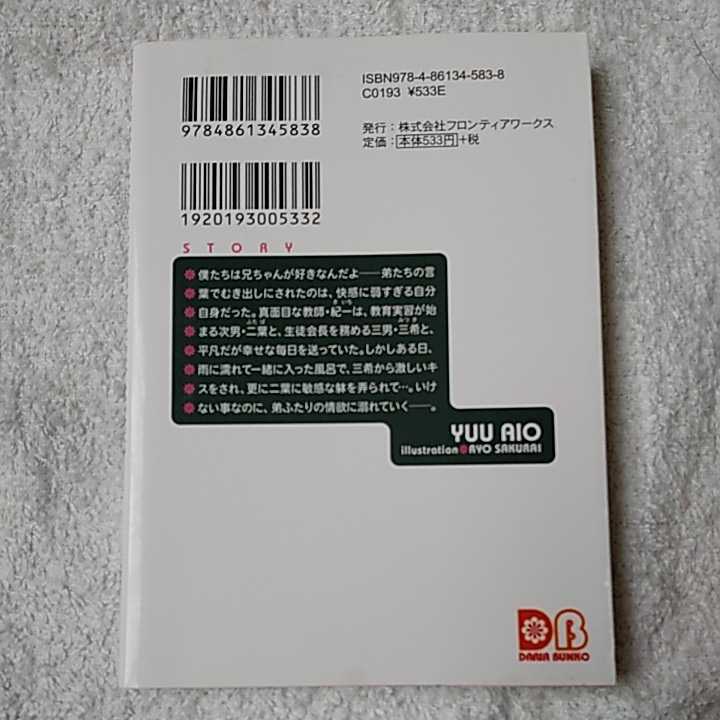 ISBN978-4-86134-583-8
C0193 ¥533E
9784861345838
発行：株式会社フロンティアワークス
定価：本体533円+税
1920193005332
STORY
僕たちは兄ちゃんが好きなんだよ――弟たちの言
葉でむき出しにされたのは、快感に弱すぎる自分
きいち
自身だった。真面目な教師・紀一は、教育実習が始
ふたば みつき
まる次男・二葉と、生徒会長を務める三男・三希と、
平凡だが幸せな毎日を送っていた。しかしある日、
雨に濡れて一緒に入った風呂で、三希から激しいキ
スをされ、更に二葉に敏感な躰を弄られて…。いけ
ない事なのに、弟ふたりの情欲に溺れていく――。
YUU AIO
illustration RYO SAKURAI
DB
DARIA BUNKO